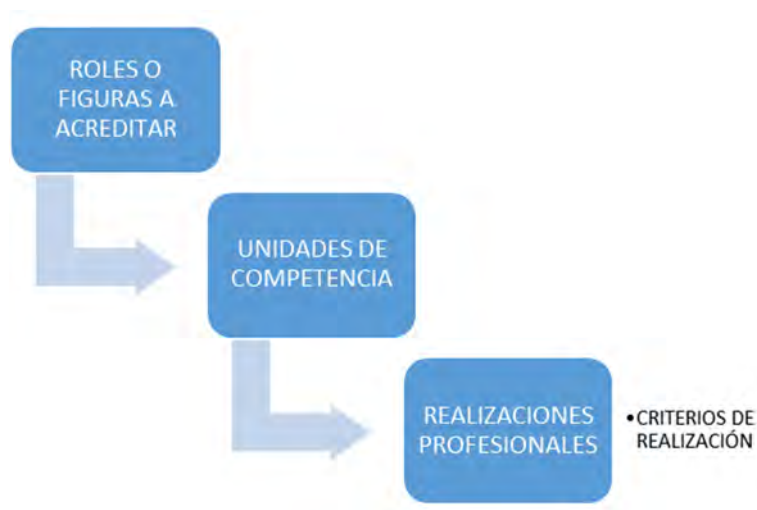 ROLES O
FIGURAS A
ACREDITAR
UNIDADES DE
COMPETENCIA
REALIZACIONES
PROFESIONALES
•CRITERIOS DE
REALIZACIÓN